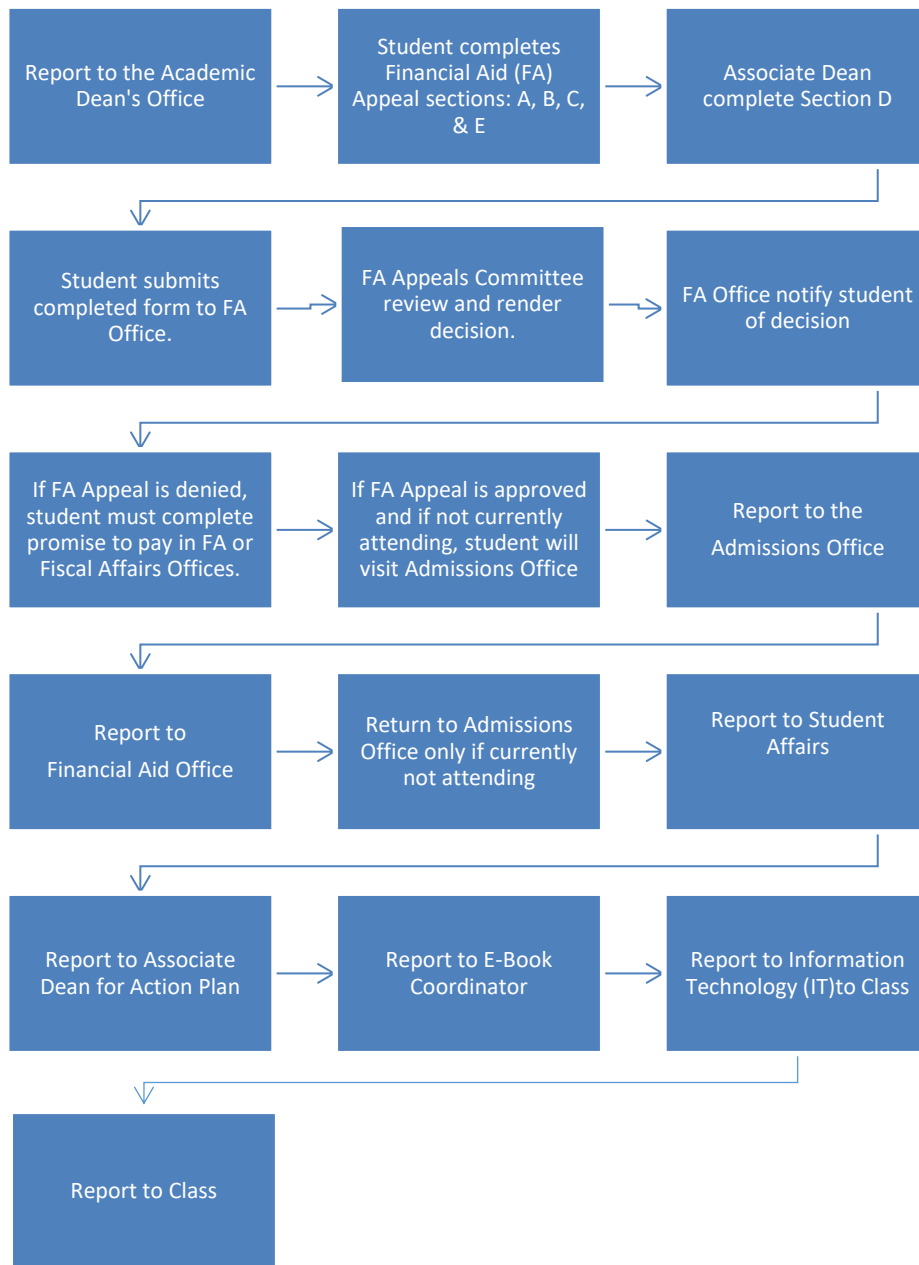 Report to the Academic
Dean's Office
Student completes
Financial Aid (FA)
Appeal sections: A, B, C,
& E
Associate Dean
complete Section D
Student submits
completed form to FA
Office.
FA Appeals Committee
review and render
decision.
FA Office notify student
of decision
If FA Appeal is denied,
student must complete
promise to pay in FA or
Fiscal Affairs Offices.
If FA Appeal is approved
and if not currently
attending, student will
visit Admissions Office
Report to the
Admissions Office
Report to
Financial Aid Office
Return to Admissions
Office only if currently
not attending
Report to Student
Affairs
Report to Associate
Dean for Action Plan
Report to E-Book
Coordinator
Report to Information
Technology (IT)to Class
Report to Class